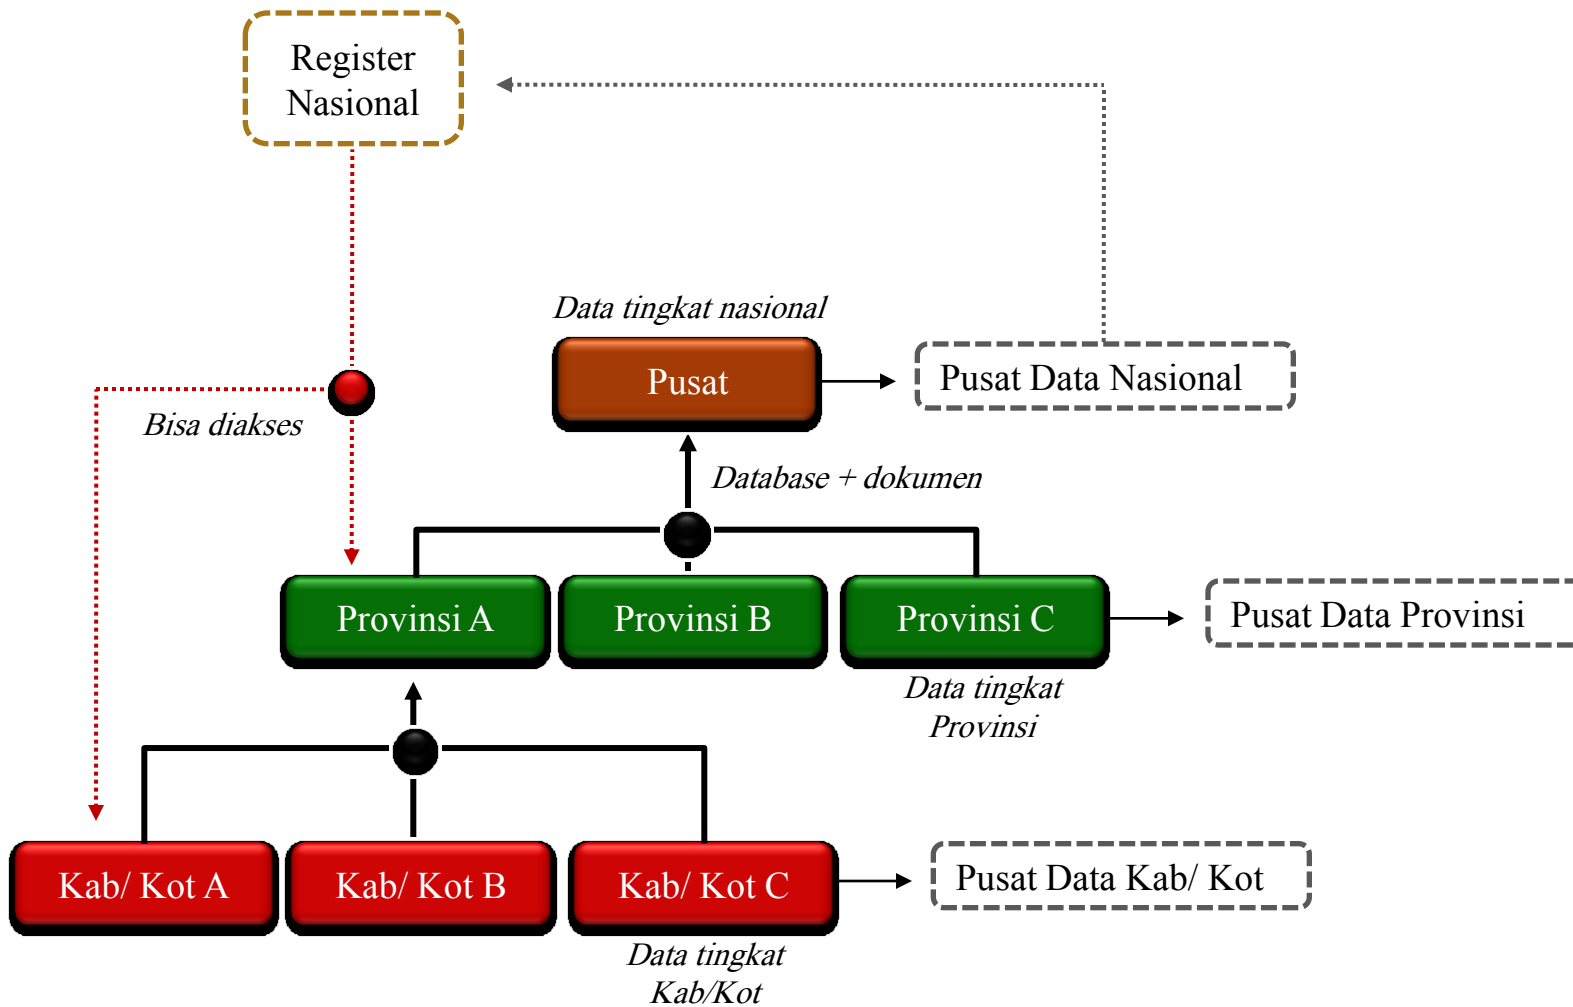 Register
Nasional
Data tingkat nasional
Pusat
Pusat Data Nasional
Bisa diakses
Database + dokumen
Provinsi A
Provinsi B
Provinsi C
Pusat Data Provinsi
Data tingkat
Provinsi
Kab/ Kot A
Kab/ Kot B
Kab/ Kot C
Pusat Data Kab/ Kot
Data tingkat
Kab/Kot